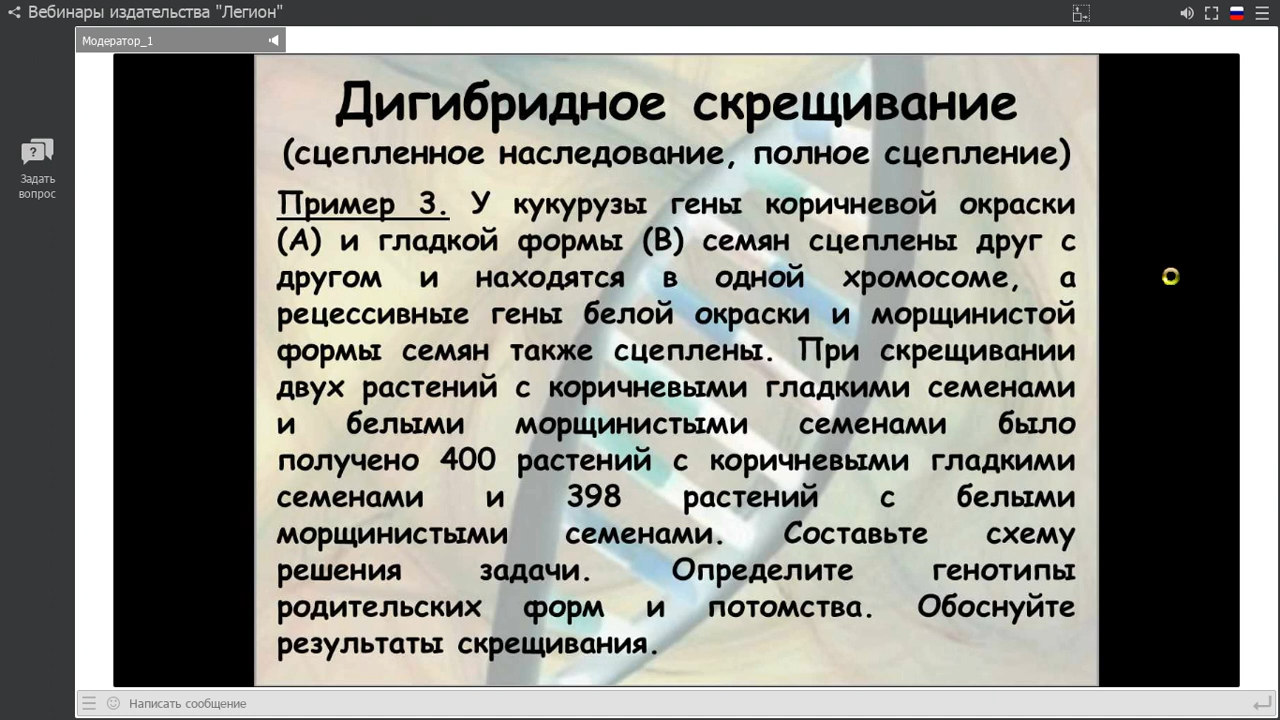 Вебинары издательства "Легион"
Модератор_1
Задать
вопрос
Дигибридное скрещивание
(сцепленное наследование, полное сцепление)
Пример 3. У кукурузы гены коричневой окраски
(А) и гладкой формы (В) семян сцеплены друг с
другом и находятся в одной хромосоме, а
рецессивные гены белой окраски и морщинистой
формы семян также сцеплены. При скрещивании
двух растений с коричневыми гладкими семенами
и белыми морщинистыми семенами было
получено 400 растений с коричневыми гладкими
семенами и 398 растений с белыми
морщинистыми семенами. Составьте схему
решения задачи. Определите генотипы
родительских форм и потомства. Обоснуйте
результаты скрещивания.
Написать сообщение